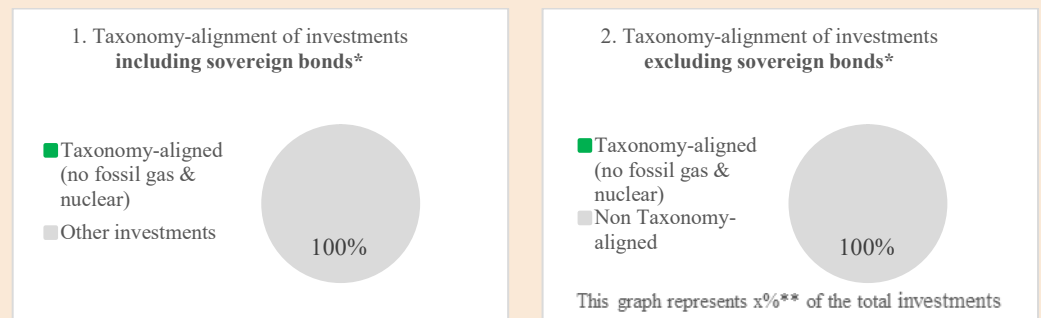 1. Taxonomy-alignment of investments
including sovereign bonds*
Taxonomy-aligned
(no fossil gas &
nuclear)
Other investments
100%
2. Taxonomy-alignment of investments
excluding sovereign bonds*
Taxonomy-aligned
(no fossil gas &
nuclear)
Non Taxonomy-
aligned
100%
This graph represents x%** of the total investments